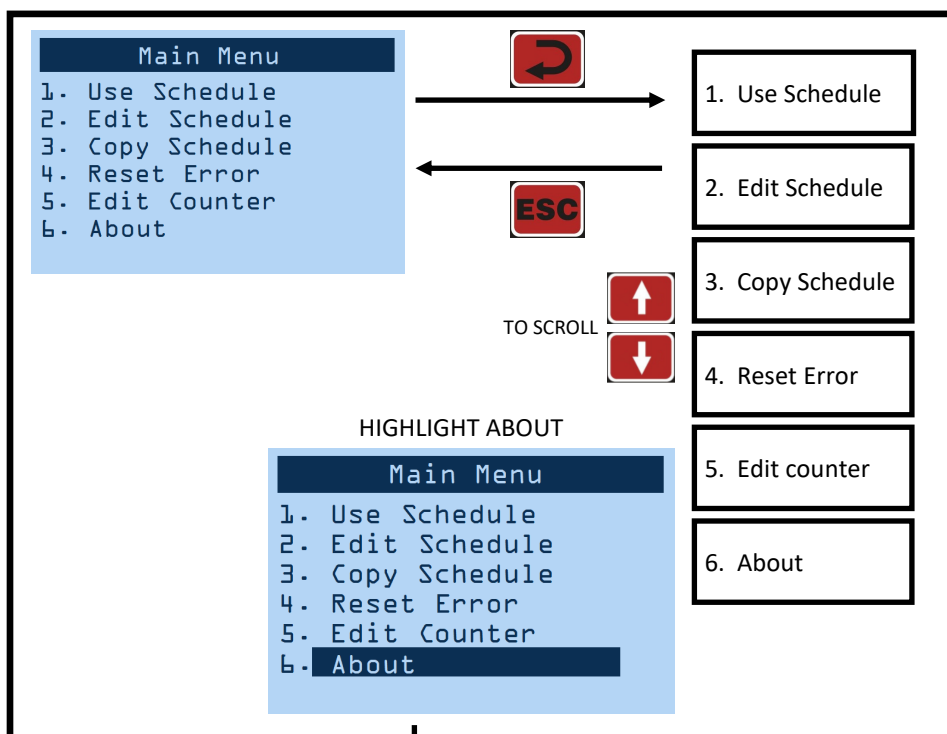 Main Menu
1. Use Schedule
2. Edit Schedule
3. Copy Schedule
4. Reset Error
5. Edit Counter
6. About
ESC
1. Use Schedule
2. Edit Schedule
3. Copy Schedule
4. Reset Error
5. Edit counter
6. About
TO SCROLL
HIGHLIGHT ABOUT
Main Menu
1. Use Schedule
2. Edit Schedule
3. Copy Schedule
4. Reset Error
5. Edit Counter
6. About